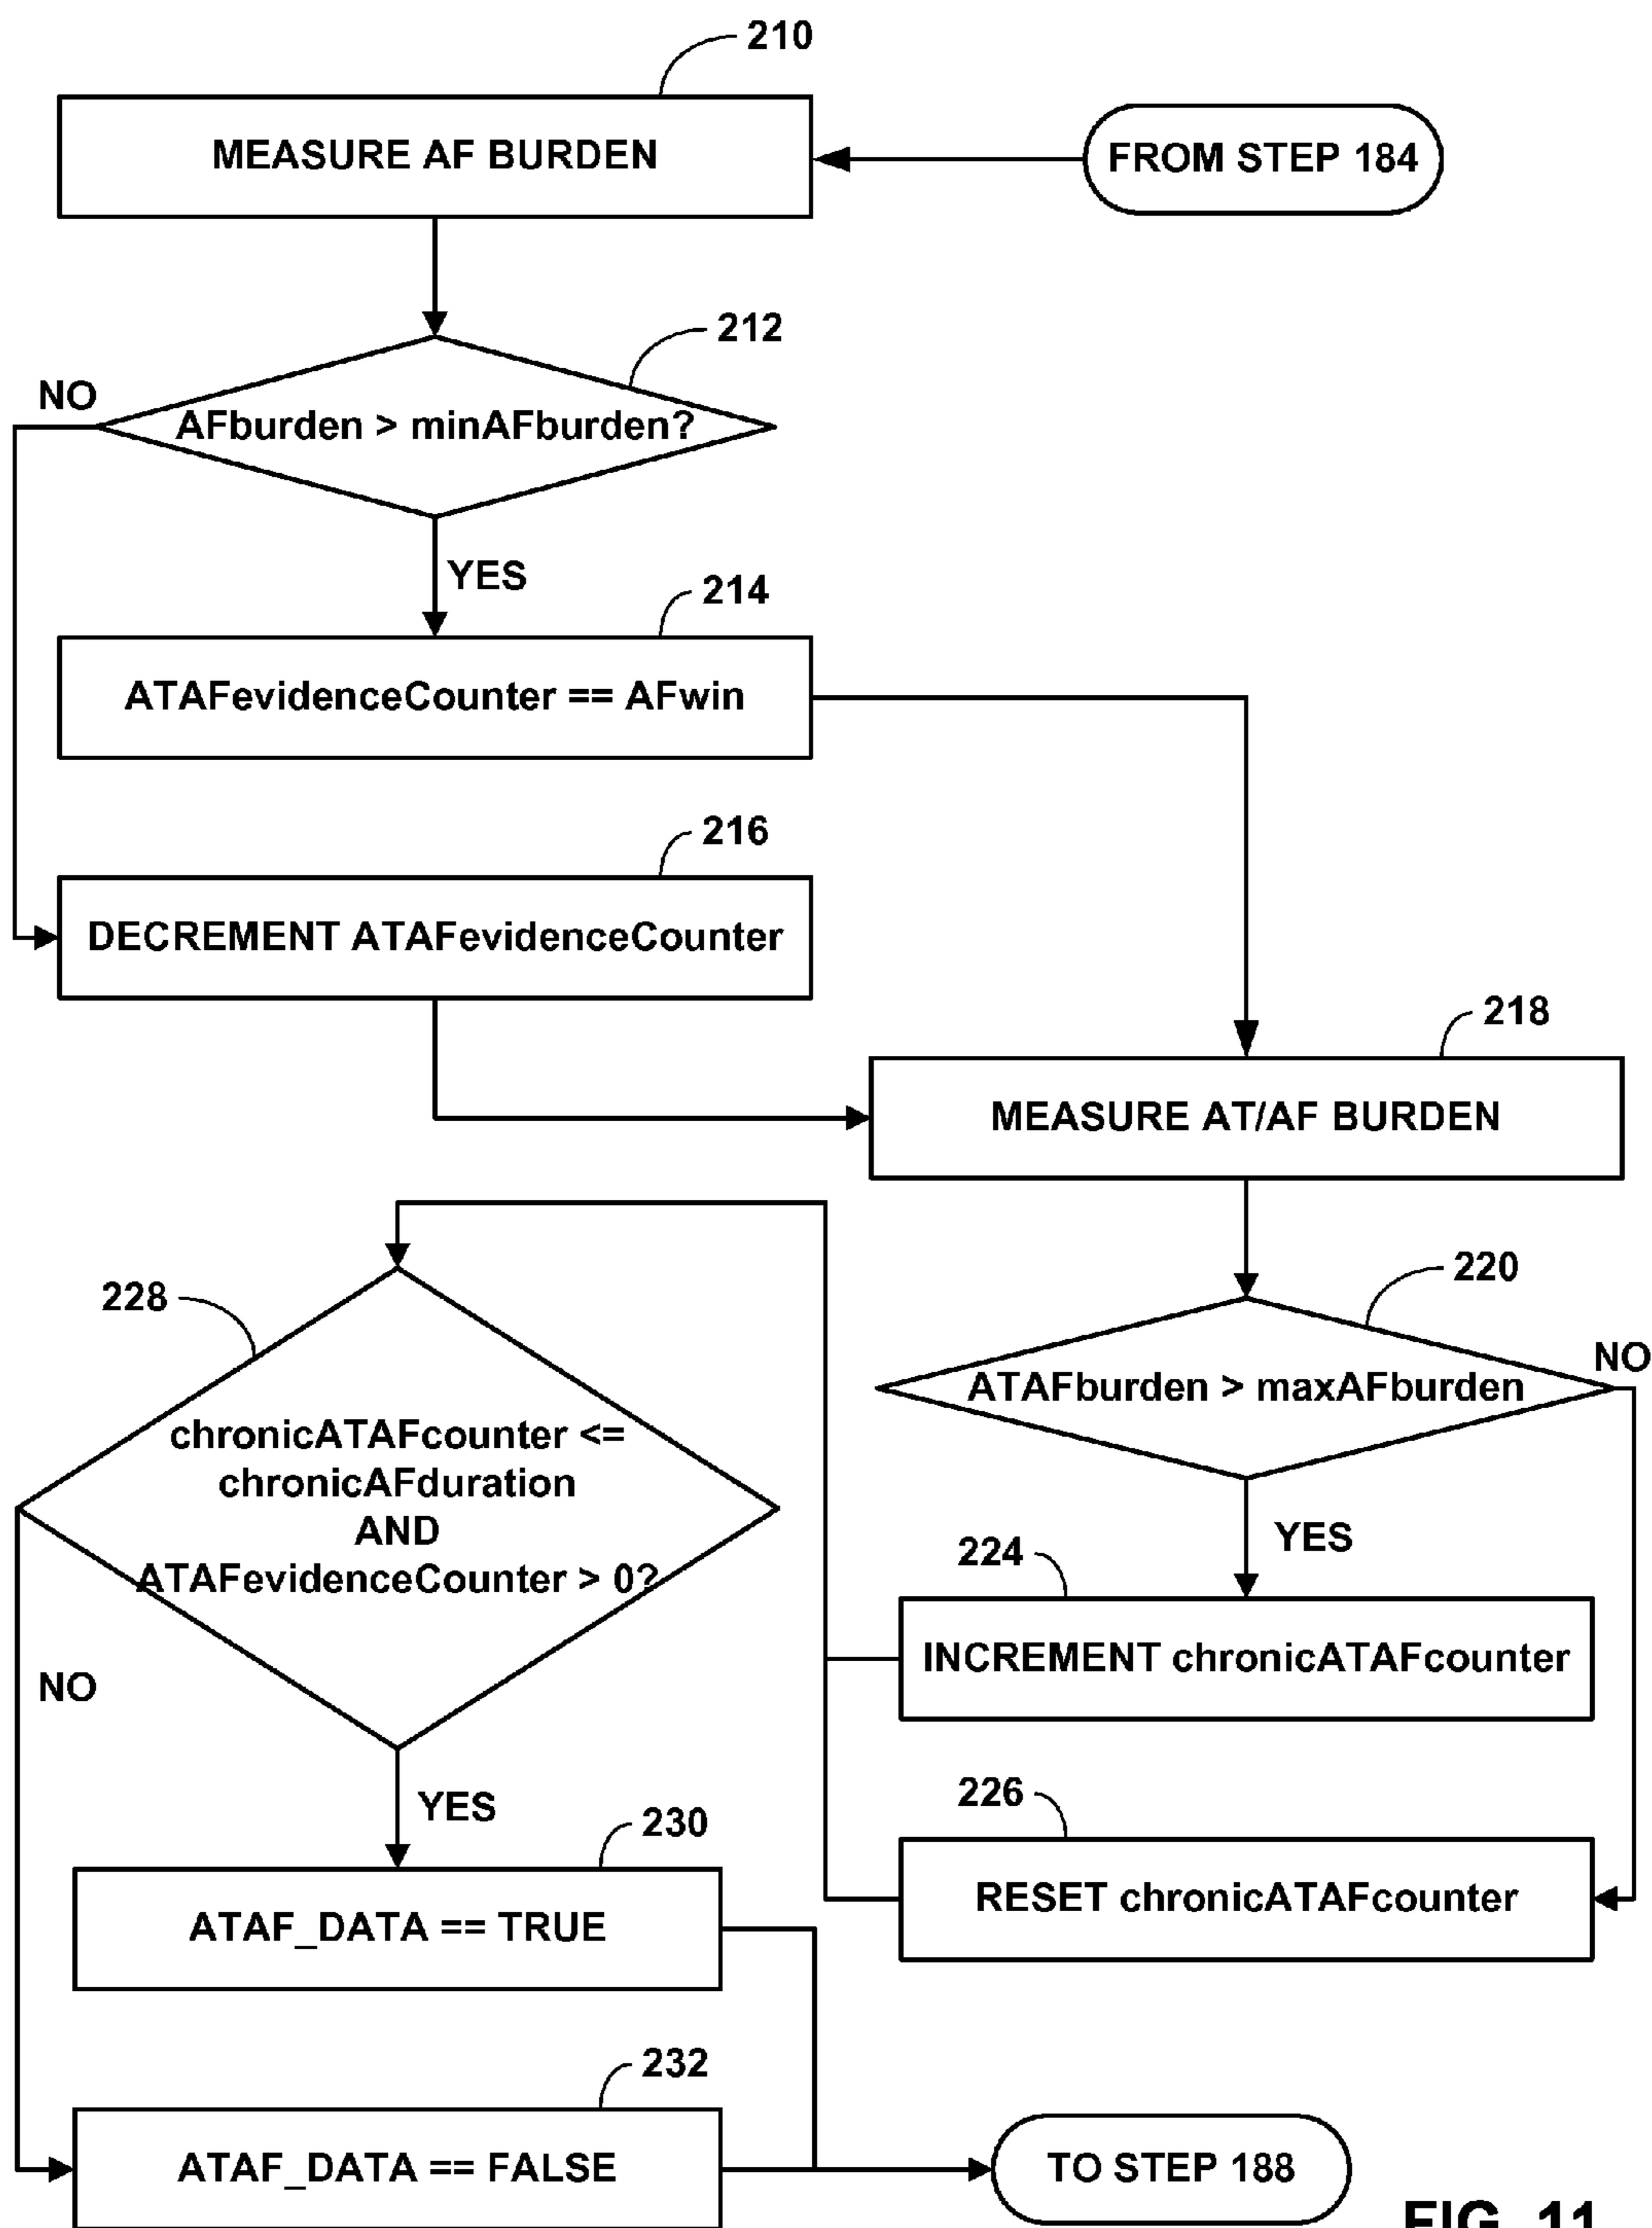 210
MEASURE AF BURDEN
FROM STEP 184
212
NO
AFburden > minAFburden?
YES
214
ATAFevidenceCounter == AFwin
216
DECREMENT ATAFevidenceCounter
218
MEASURE AT/AF BURDEN
220
NO
ATAFburden > maxAFburden
YES
224
INCREMENT chronicATAFcounter
226
RESET chronicATAFcounter
228
chronicATAFcounter <=
chronicAFduration
AND
ATAFevidenceCounter > 0?
NO
YES
230
ATAF_DATA == TRUE
232
ATAF_DATA == FALSE
TO STEP 188
FIG. 11